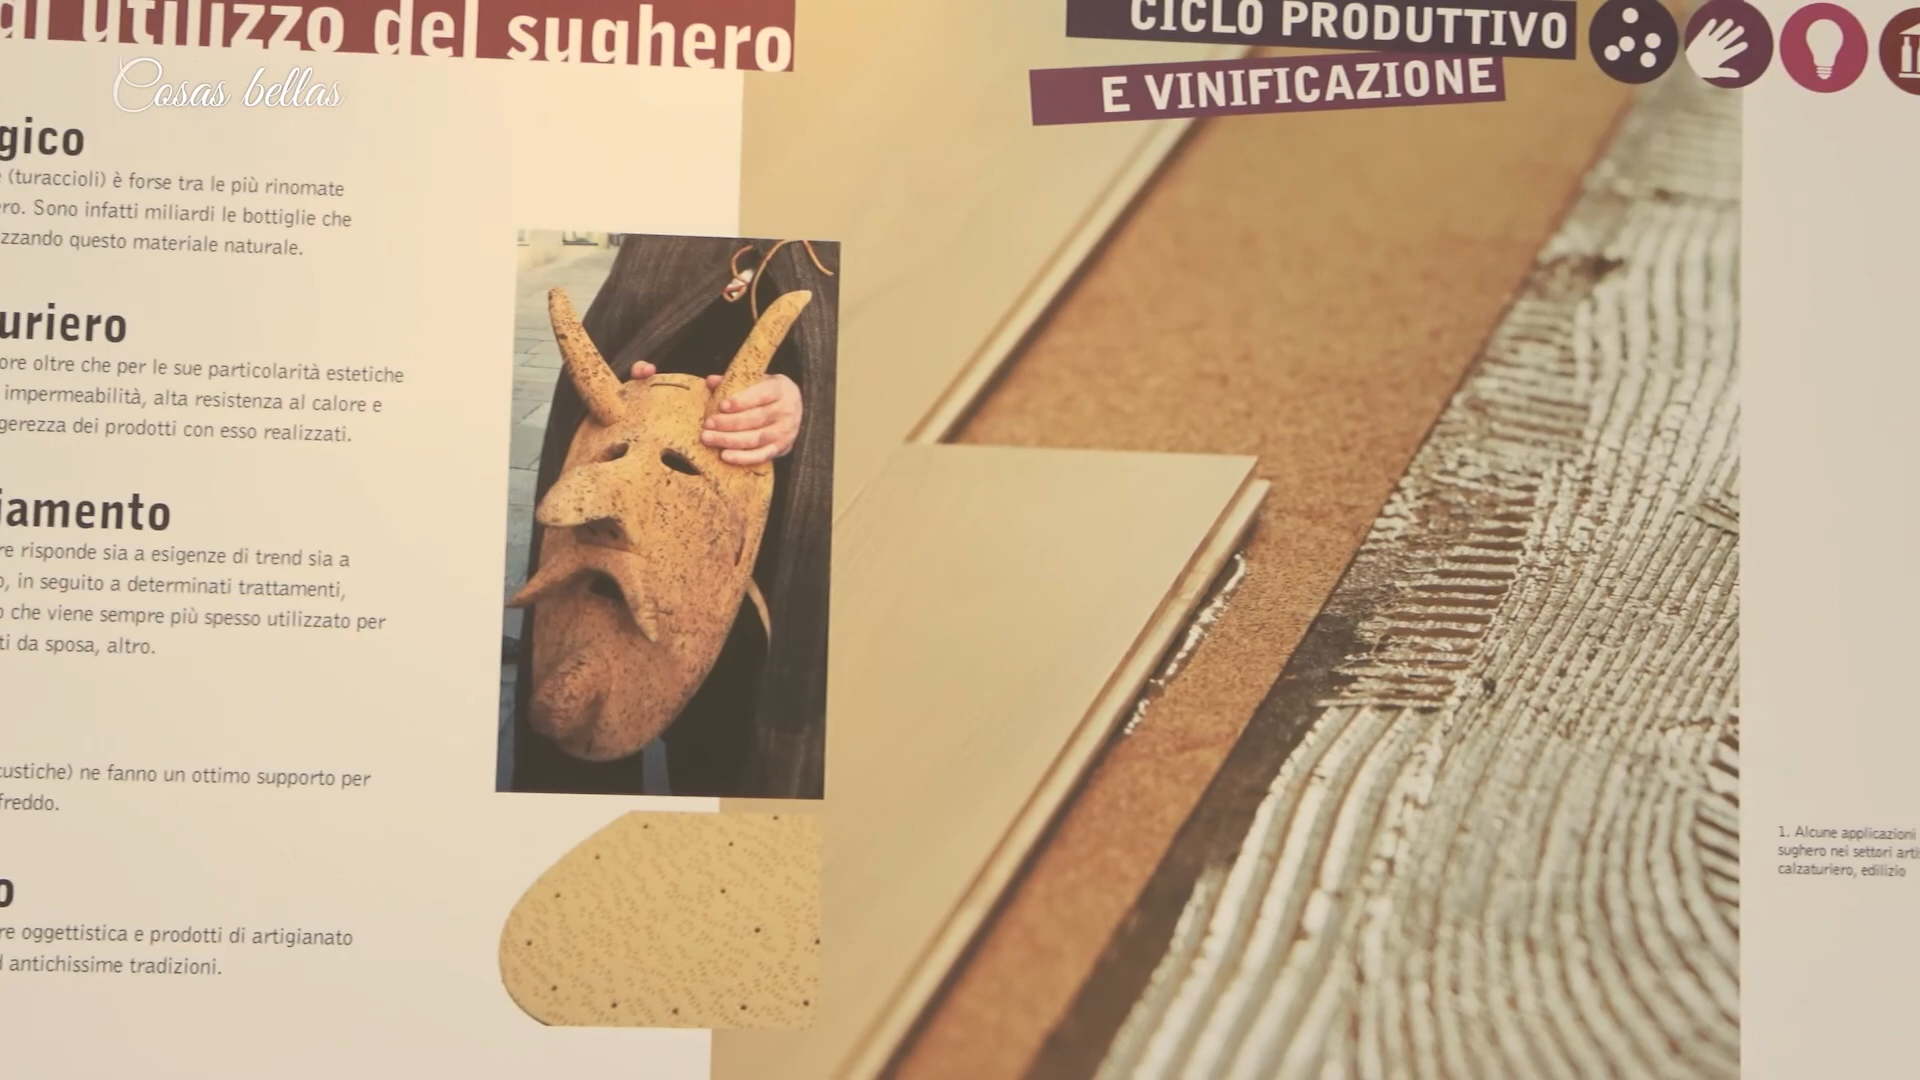 utilizzo del sughero
Cosas bellas
CICLO PRODUTTIVO
E VINIFICAZIONE
gico
(turaccioli) è forse tra le più rinomate
ro. Sono infatti miliardi le bottiglie che
zzando questo materiale naturale.
uriero
ore oltre che per le sue particolarità estetiche
impermeabilità, alta resistenza al calore e
gerezza dei prodotti con esso realizzati.
iamento
re risponde sia a esigenze di trend sia a
o, in seguito a determinati trattamenti,
o che viene sempre più spesso utilizzato per
ti da sposa, altro.
custiche) ne fanno un ottimo supporto per
freddo.
o
re oggettistica e prodotti di artigianato
antichissime tradizioni.
1. Alcune applicazioni
sughero nei settori arti
calzaturiero, edilizio